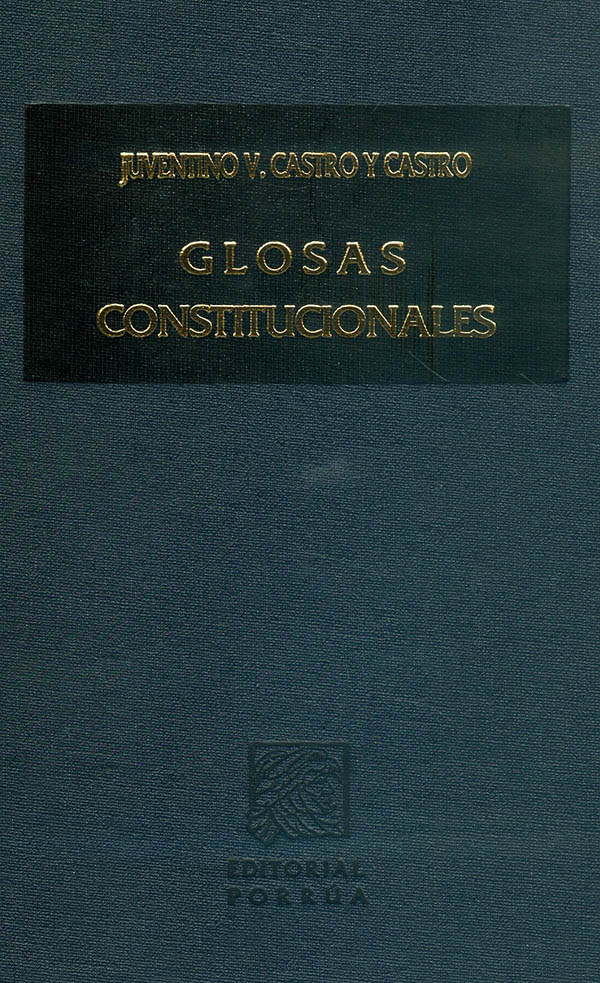 JUVENTINO V. CASTRO Y CASTRO
GLOSAS
CONSTITUCIONALES
EDITORIAL
PORRÚA